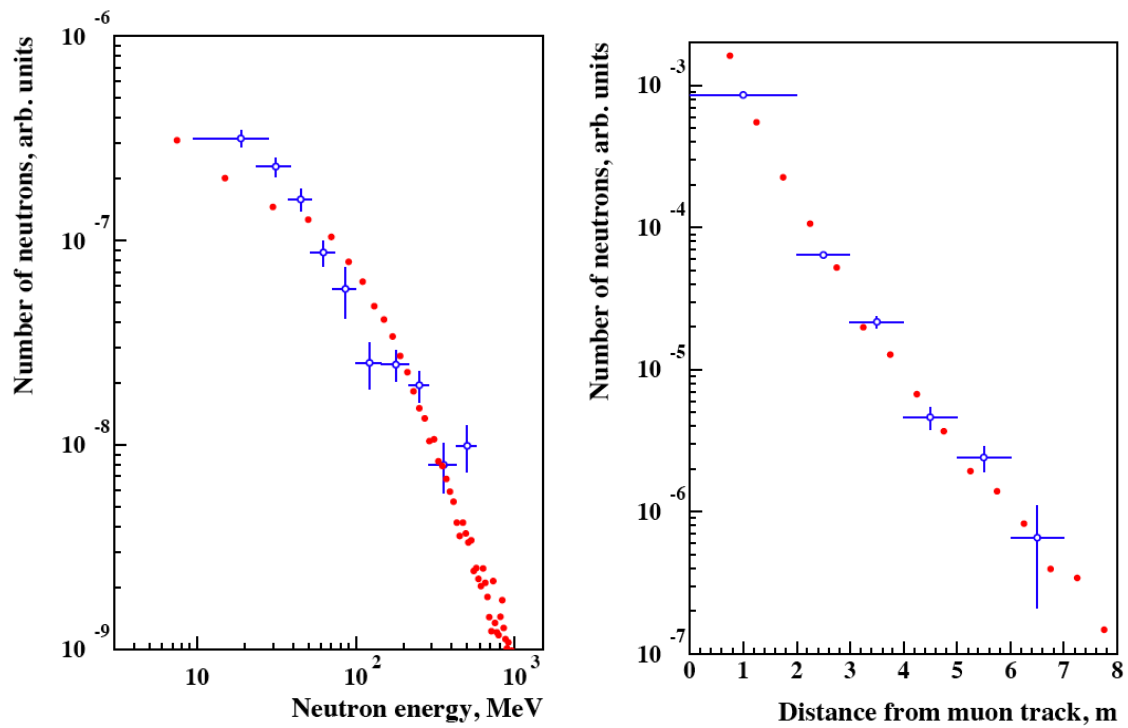 Number of neutrons, arb. units
10^-6
10^-7
10^-8
10^-9
10
10^2
10^3
Neutron energy, MeV
Number of neutrons, arb. units
10^-3
10^-4
10^-5
10^-6
10^-7
0 1 2 3 4 5 6 7 8
Distance from muon track, m